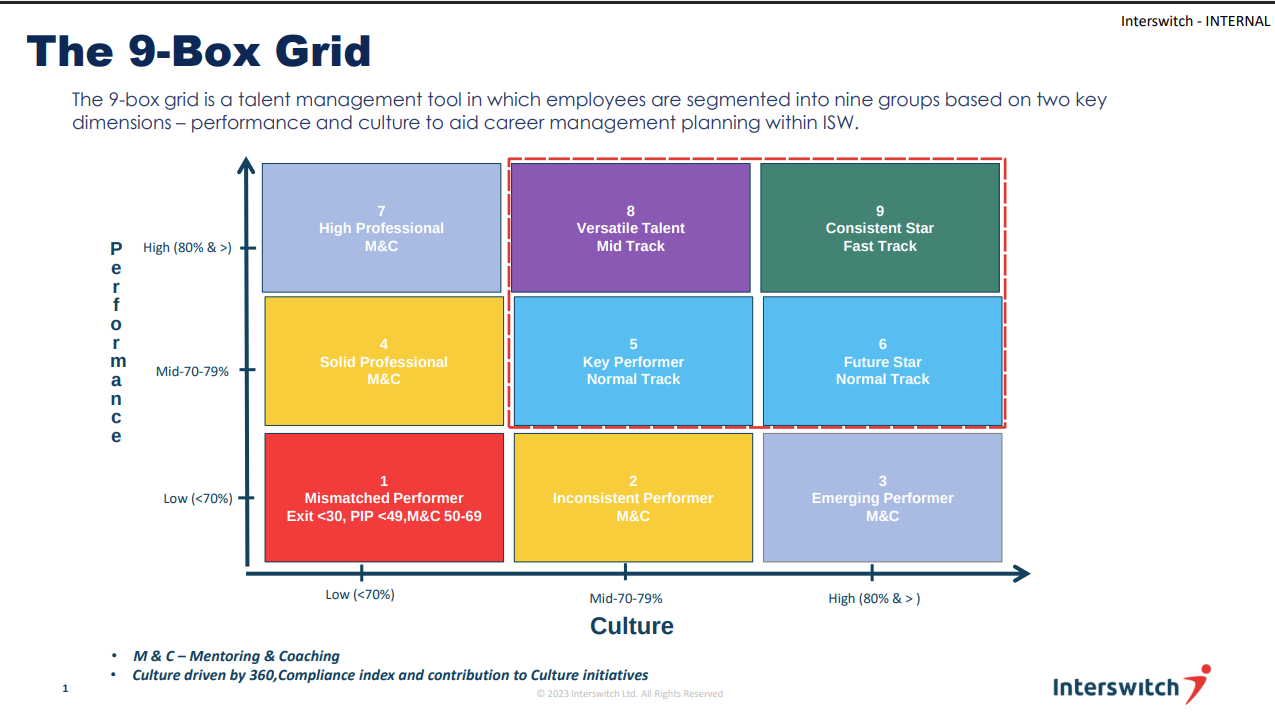 Interswitch - INTERNAL
The 9-Box Grid
The 9-box grid is a talent management tool in which employees are segmented into nine groups based on two key
dimensions – performance and culture to aid career management planning within ISW.
Performance
High (80% & >)
7
High Professional
M&C
8
Versatile Talent
Mid Track
9
Consistent Star
Fast Track
Mid-70-79%
4
Solid Professional
M&C
5
Key Performer
Normal Track
6
Future Star
Normal Track
Low (<70%)
1
Mismatched Performer
Exit <30, PIP <49,M&C 50-69
2
Inconsistent Performer
M&C
3
Emerging Performer
M&C
Low (<70%)
Mid-70-79%
High (80% & > )
Culture
• M & C – Mentoring & Coaching
• Culture driven by 360,Compliance index and contribution to Culture initiatives
1
© 2023 Interswitch Ltd. All Rights Reserved
Interswitch